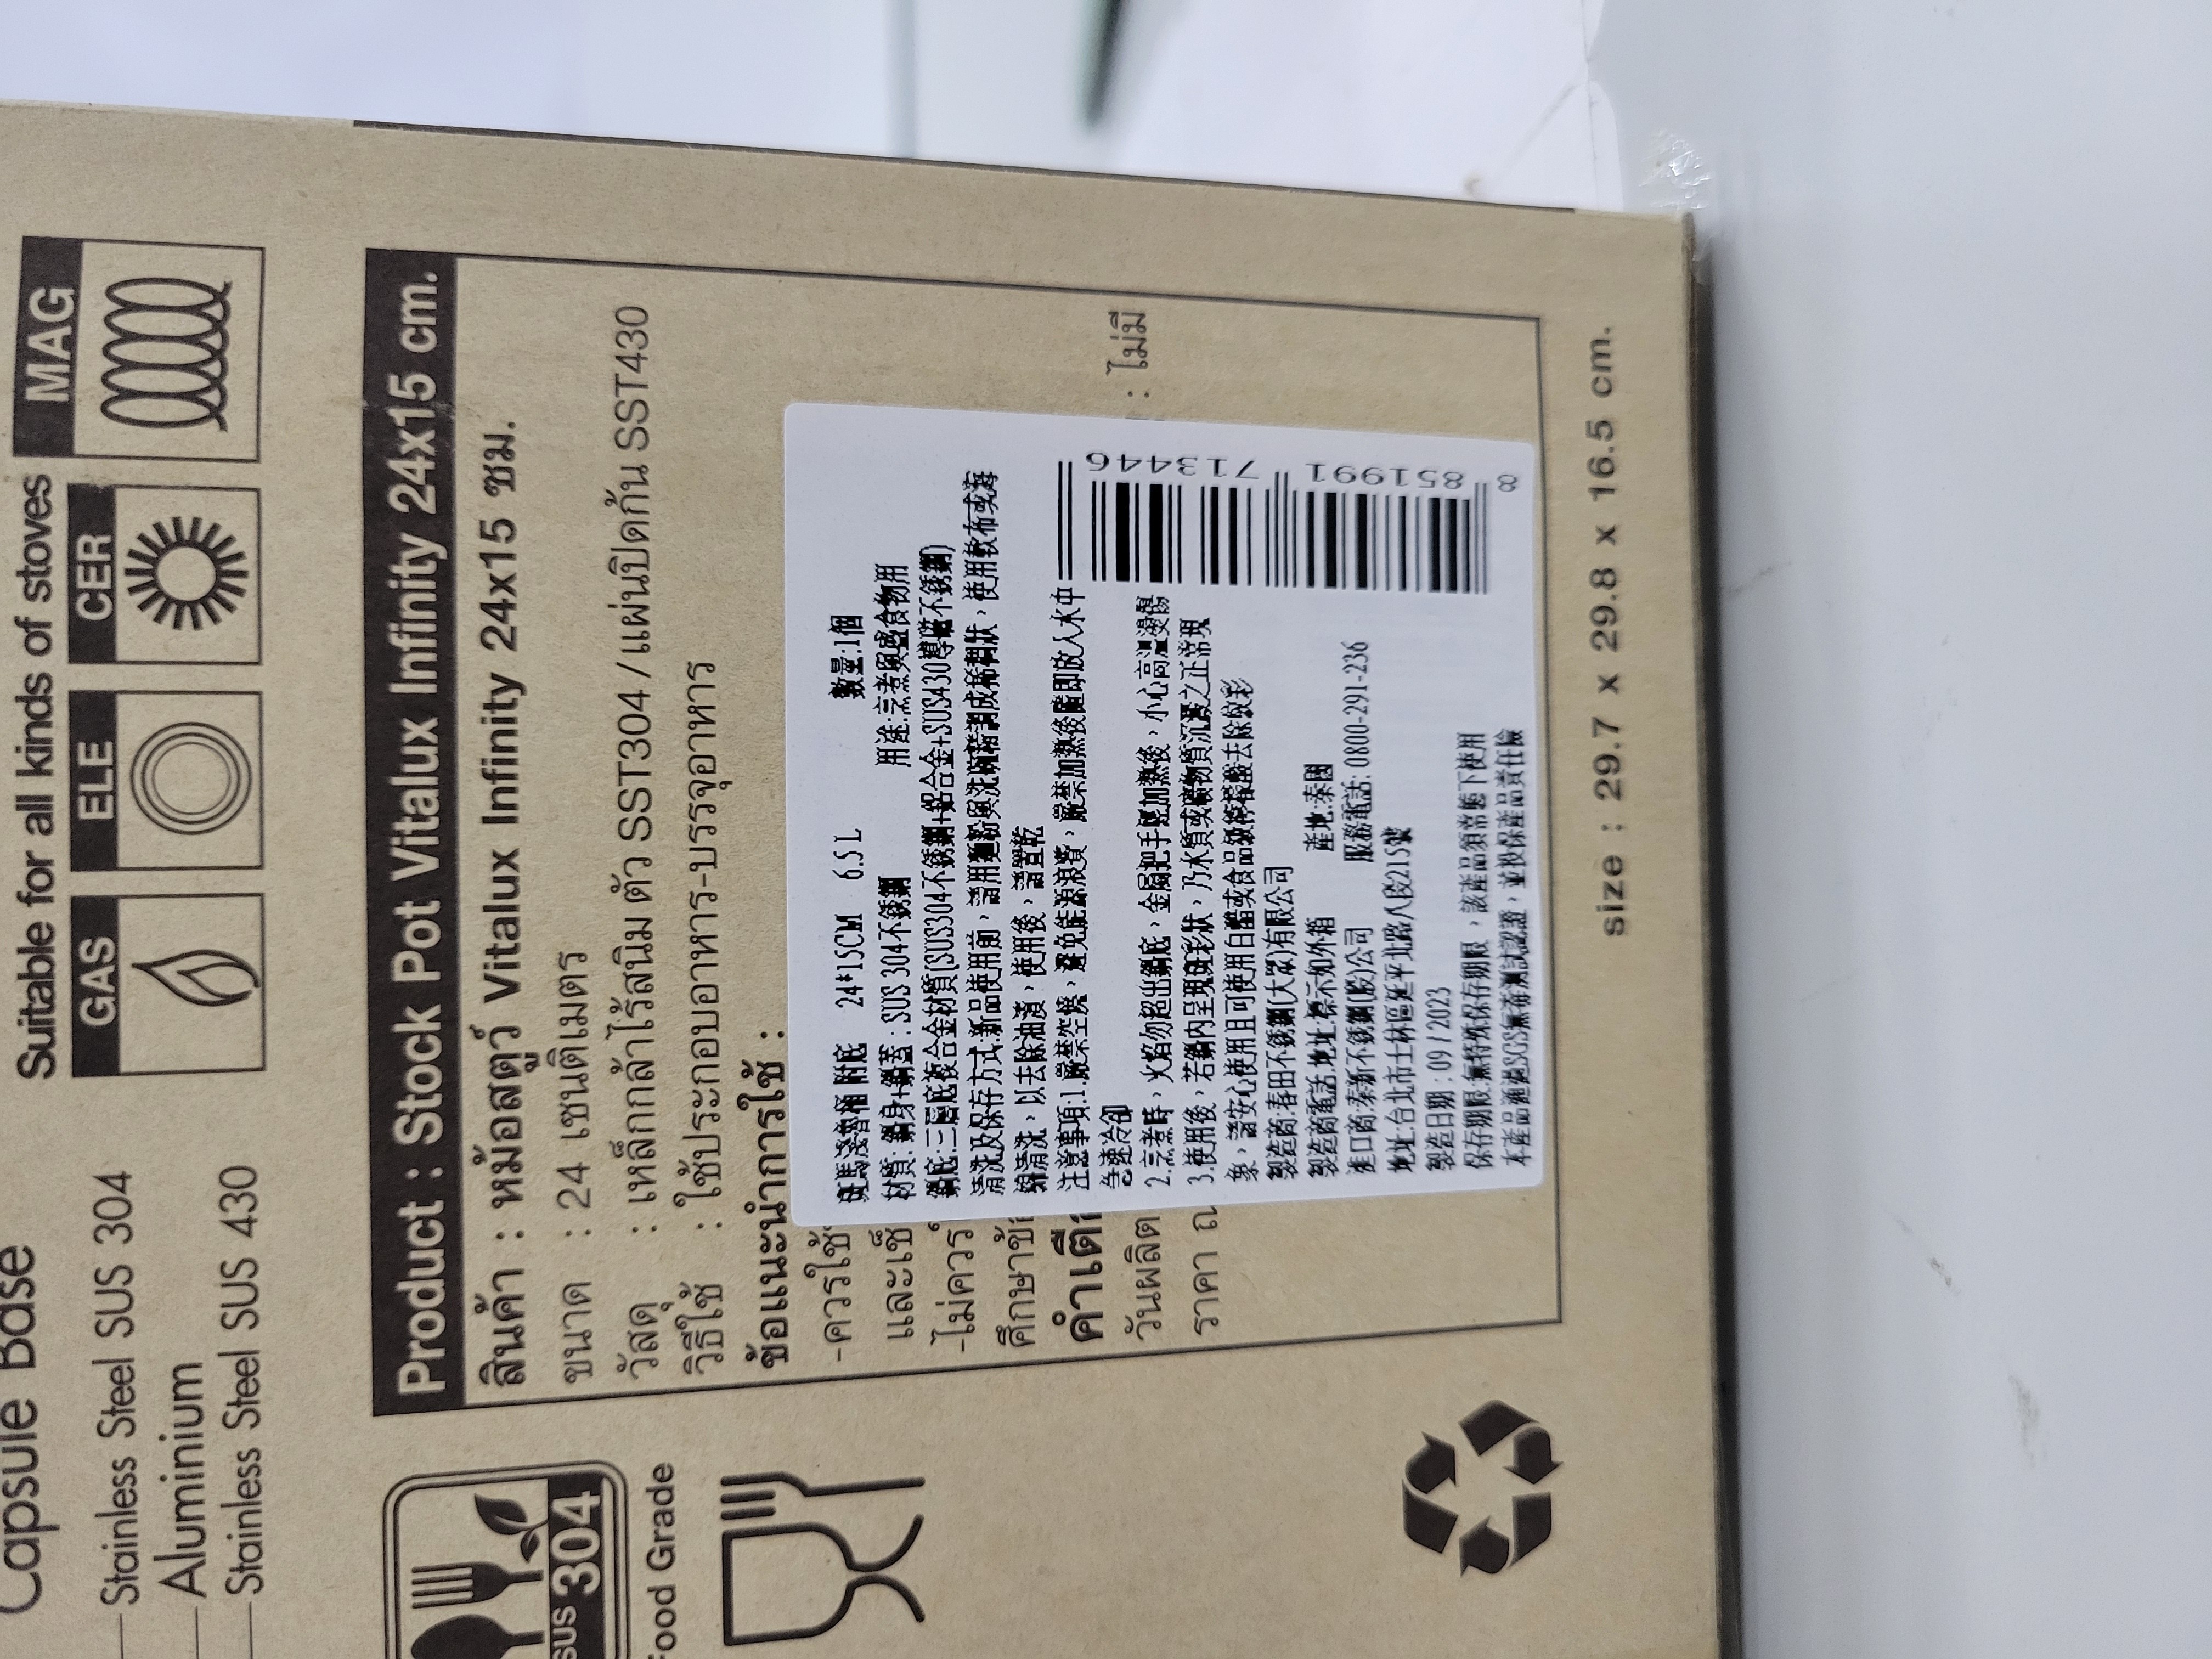 Suitable for all kinds of stoves
GAS
ELE
CER
MAG
Capsule Base
Stainless Steel SUS 304
Aluminium
Stainless Steel SUS 430
Product : Stock Pot Vitalux Infinity 24x15 cm.
สินค้า : หม้อสตูว์ Vitalux Infinity 24x15 ซม.
ขนาด : 24 เซนติเมตร
วัสดุ : เหล็กกล้าไร้สนิม ตัว SST304 / แผ่นปิดก้น SST430
วิธีใช้ : ใช้ประกอบอาหาร-บรรจุอาหาร
ข้อแนะนำการใช้ :
-ควรใช้
และเช็
-ไม่ควร
ศึกษาข้
คำเตื
วันผลิต
ราคา ณ
: ไม่มี
斑馬 24*15CM 6.5 L 數量:1個
材質:鍋身+鍋蓋:SUS 304不銹鋼 用途:烹煮與盛食物用
鍋底:三層底複合金材質(SUS304不銹鋼+鋁合金+SUS430導磁不銹鋼)
清洗及保存方式:新品使用前,請用麵粉與洗碗精調成稀稠狀,使用軟布或海
綿清洗,以去除油漬,使用後,請置乾
注意事項:1.嚴禁空燒,避免能源浪費,嚴禁加熱後隨即放入水中
急速冷卻
2.烹煮時,火焰勿超出鍋底,金屬把手經加熱後,小心高溫燙傷
3.使用後,若鍋內呈現斑彩狀,乃水質或礦物質沉澱之正常現
象,請安心使用且可使用白醋或食品級檸檬酸去除紋彩
製造商:春田不銹鋼(大眾)有限公司
製造商電話,地址:標示如外箱 產地:泰國
進口商:泰新不銹鋼(股)公司 服務電話: 0800-291-236
地址:台北市士林區延平北路八段215號
製造日期 : 09 / 2023
保存期限:無特殊保存期限,該產品須常態下使用
本產品通過SGS無毒測試認證,並投保產品責任險
8 851991 713446
size : 29.7 x 29.8 x 16.5 cm.
SUS 304
Food Grade